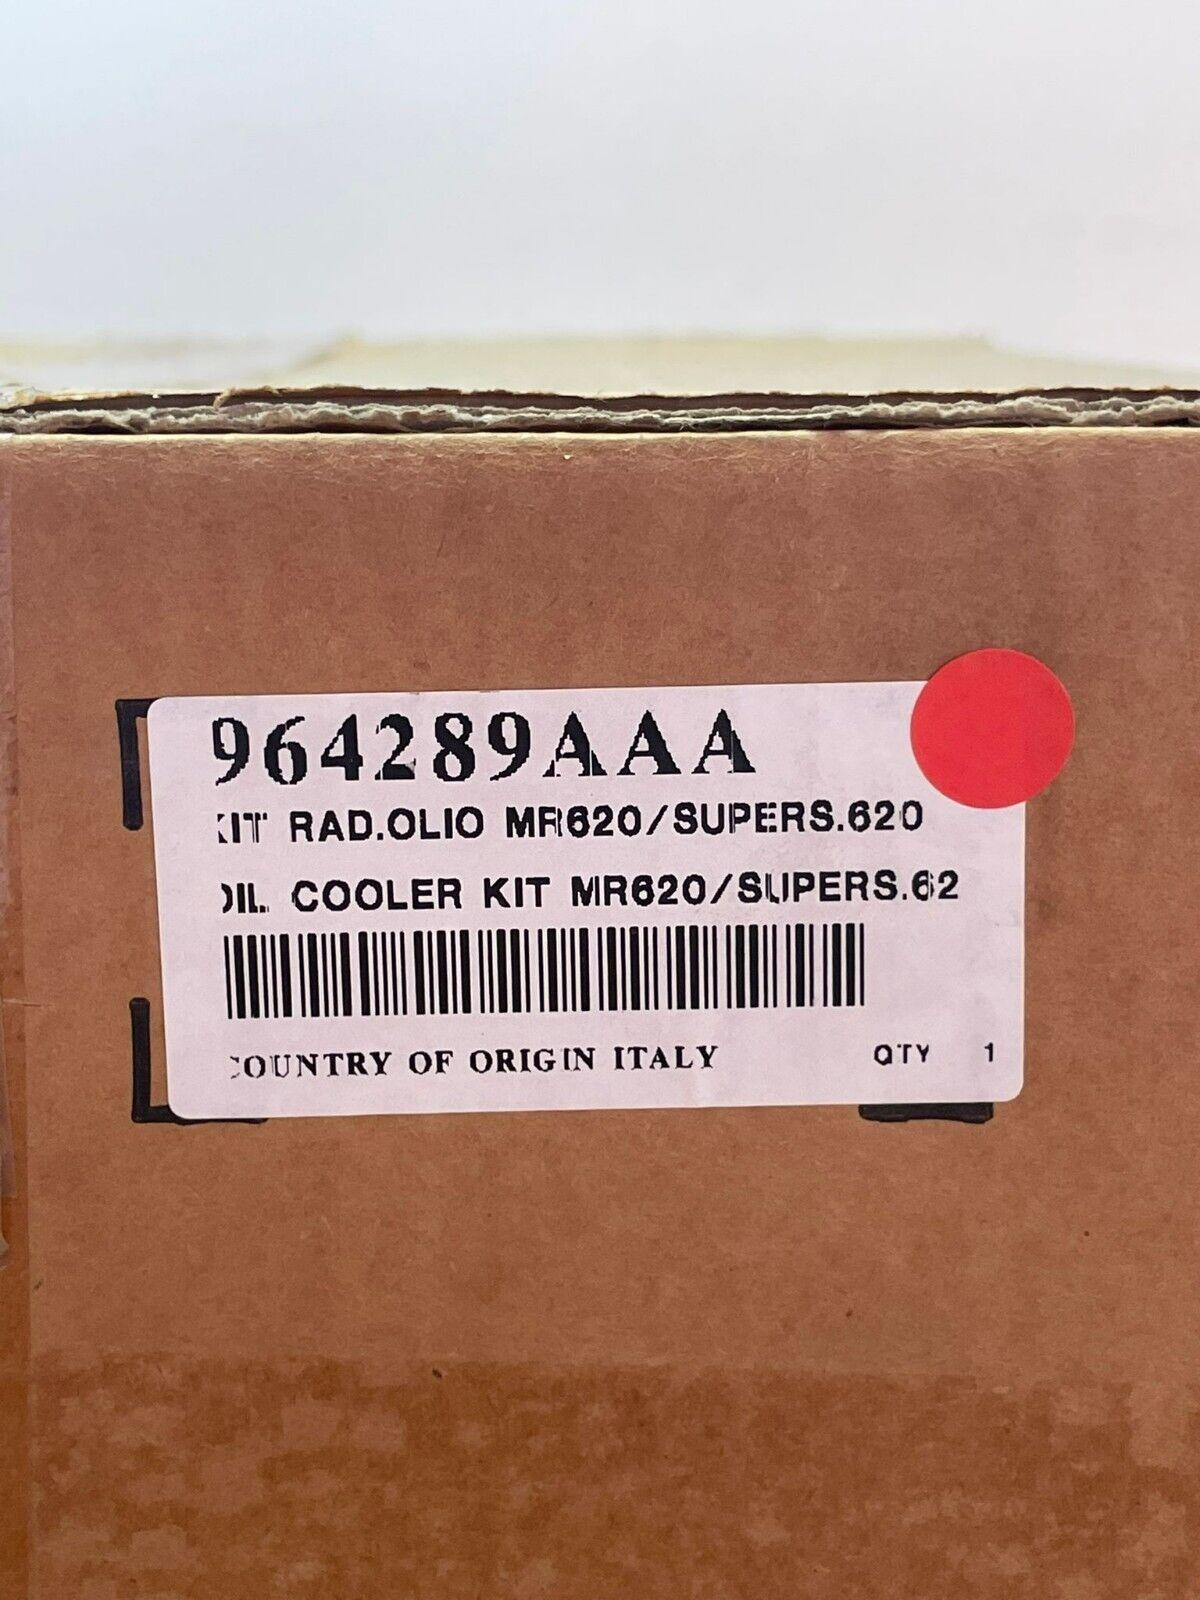 964289AAA
KIT RAD.OLIO MR620/SUPERS.620
OIL COOLER KIT MR620/SUPERS.62
COUNTRY OF ORIGIN ITALY QTY 1